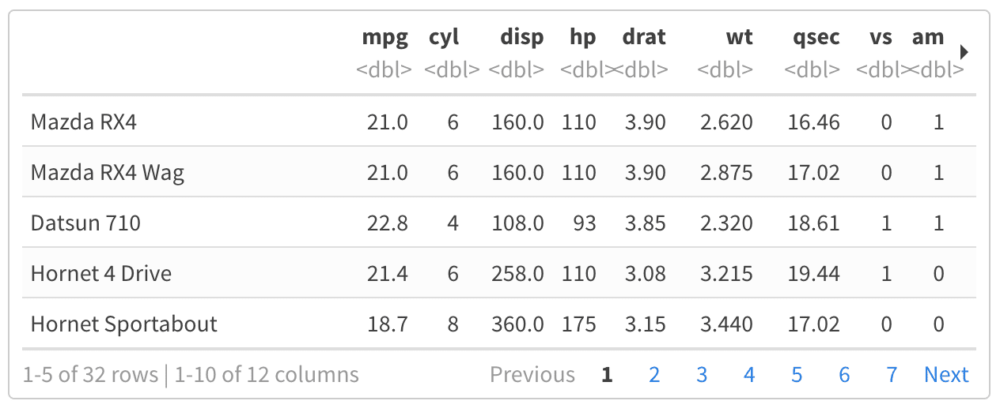 mpg cyl disp hp drat wt qsec vs am
<dbl> <dbl> <dbl> <dbl> <dbl> <dbl> <dbl> <dbl> <dbl>
Mazda RX4 21.0 6 160.0 110 3.90 2.620 16.46 0 1
Mazda RX4 Wag 21.0 6 160.0 110 3.90 2.875 17.02 0 1
Datsun 710 22.8 4 108.0 93 3.85 2.320 18.61 1 1
Hornet 4 Drive 21.4 6 258.0 110 3.08 3.215 19.44 1 0
Hornet Sportabout 18.7 8 360.0 175 3.15 3.440 17.02 0 0
1-5 of 32 rows | 1-10 of 12 columns Previous 1 2 3 4 5 6 7 Next